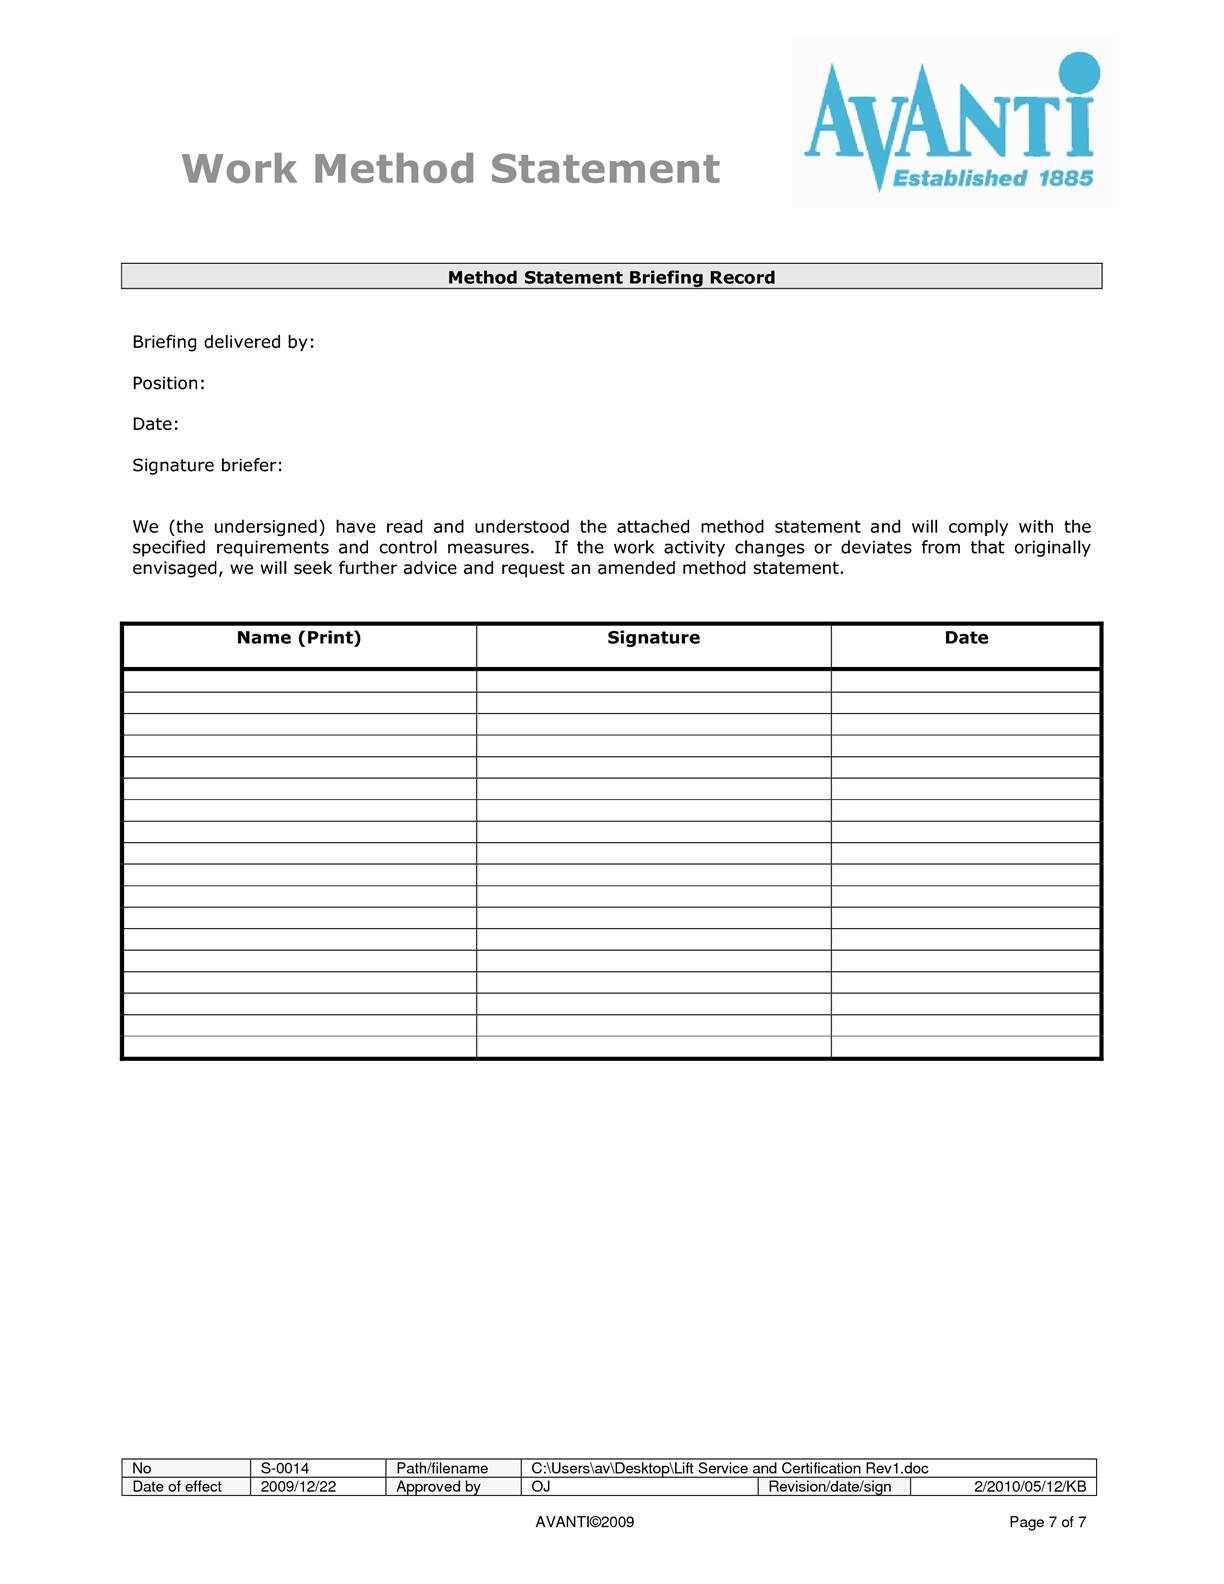 AVANTI
Established 1885
Work Method Statement
Method Statement Briefing Record
Briefing delivered by:
Position:
Date:
Signature briefer:
We (the undersigned) have read and understood the attached method statement and will comply with the
specified requirements and control measures.  If the work activity changes or deviates from that originally
envisaged, we will seek further advice and request an amended method statement.
Name (Print) Signature Date
No S-0014 Path/filename C:\Users\av\Desktop\Lift Service and Certification Rev1.doc
Date of effect 2009/12/22 Approved by OJ Revision/date/sign 2/2010/05/12/KB
AVANTI©2009 Page 7 of 7